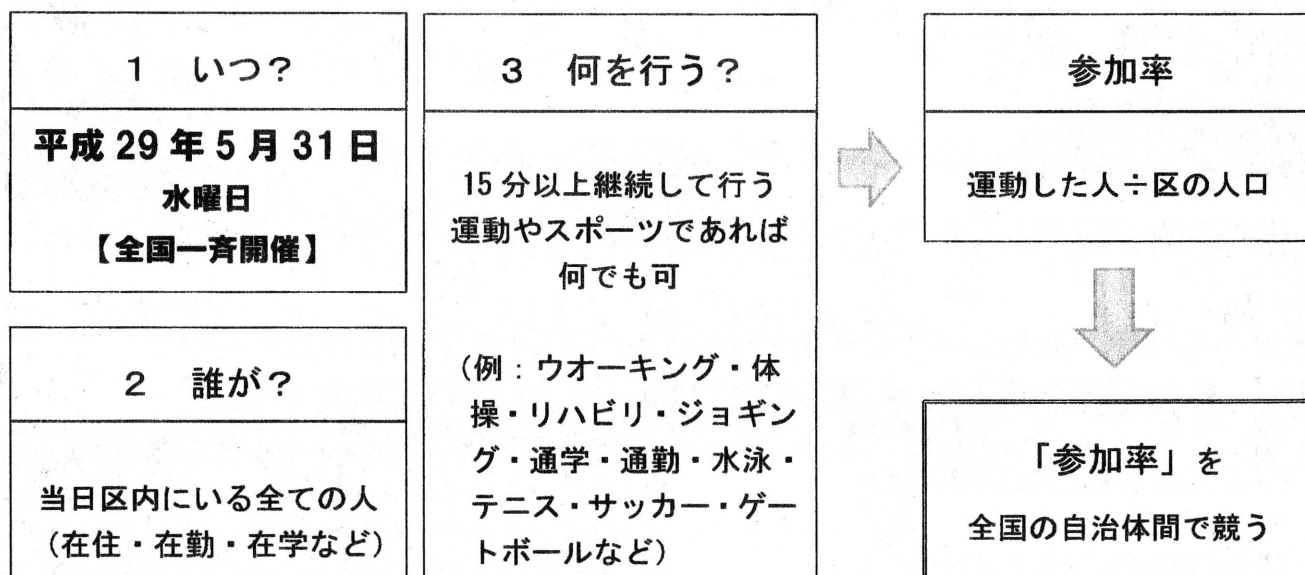 1 いつ?
平成 29 年 5 月 31 日
水曜日
【全国一斉開催】
2 誰が?
当日区内にいる全ての人
(在住・在勤・在学など)
3 何を行う?
15 分以上継続して行う
運動やスポーツであれば
何でも可
(例:ウオーキング・体
操・リハビリ・ジョギン
グ・通学・通勤・水泳・
テニス・サッカー・ゲー
トボールなど)
参加率
運動した人÷区の人口
「参加率」を
全国の自治体間で競う